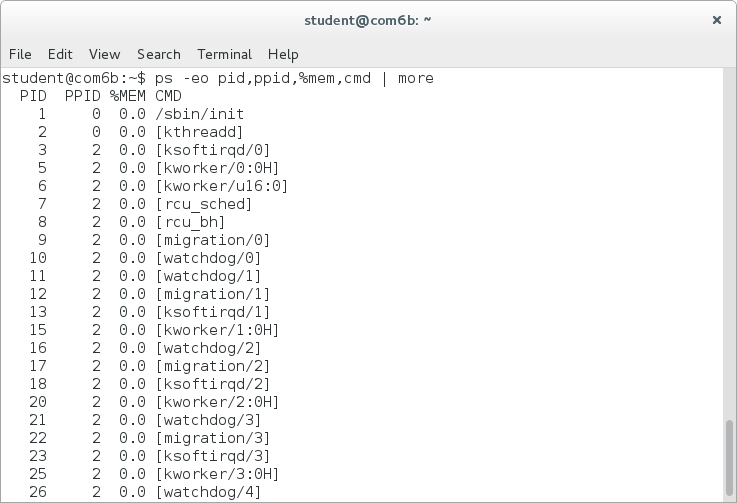 student@com6b: ~
File Edit View Search Terminal Help
student@com6b:~$ ps -eo pid,ppid,%mem,cmd | more
  PID  PPID %MEM CMD
    1     0  0.0 /sbin/init
    2     0  0.0 [kthreadd]
    3     2  0.0 [ksoftirqd/0]
    5     2  0.0 [kworker/0:0H]
    6     2  0.0 [kworker/u16:0]
    7     2  0.0 [rcu_sched]
    8     2  0.0 [rcu_bh]
    9     2  0.0 [migration/0]
   10     2  0.0 [watchdog/0]
   11     2  0.0 [watchdog/1]
   12     2  0.0 [migration/1]
   13     2  0.0 [ksoftirqd/1]
   15     2  0.0 [kworker/1:0H]
   16     2  0.0 [watchdog/2]
   17     2  0.0 [migration/2]
   18     2  0.0 [ksoftirqd/2]
   20     2  0.0 [kworker/2:0H]
   21     2  0.0 [watchdog/3]
   22     2  0.0 [migration/3]
   23     2  0.0 [ksoftirqd/3]
   25     2  0.0 [kworker/3:0H]
   26     2  0.0 [watchdog/4]